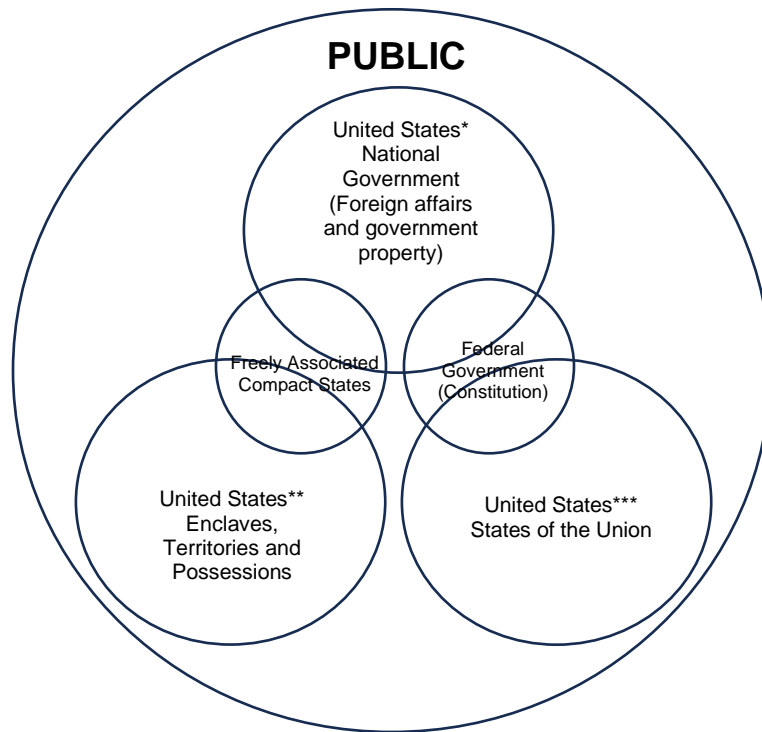 PUBLIC
United States*
National
Government
(Foreign affairs
and government
property)
Freely Associated
Compact States
Federal
Government
(Constitution)
United States**
Enclaves,
Territories and
Possessions
United States***
States of the Union